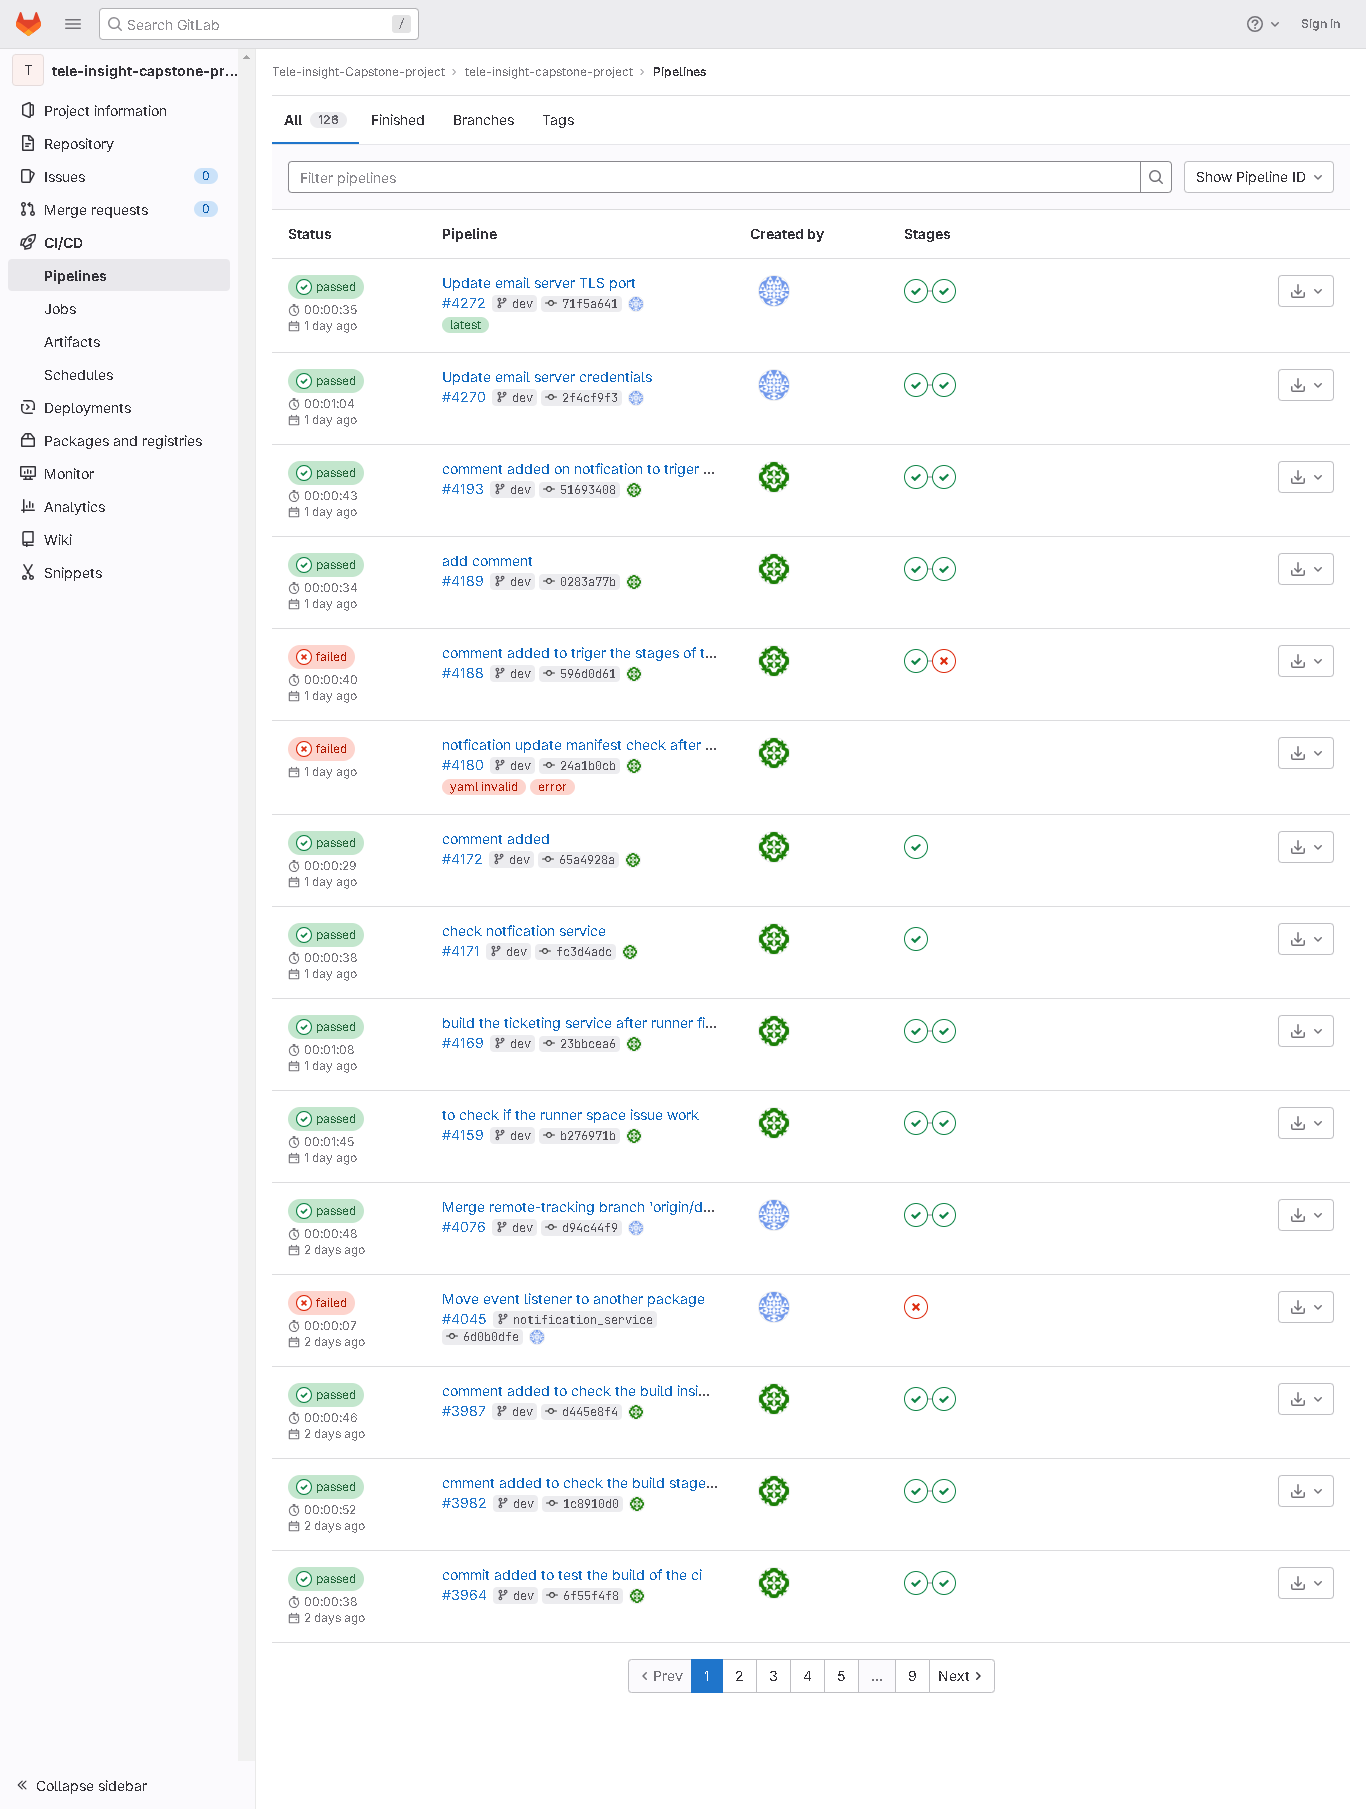 Search GitLab
/
Sign in
T
tele-insight-capstone-pr...
Project information
Repository
Issues
0
Merge requests
0
CI/CD
Pipelines
Jobs
Artifacts
Schedules
Deployments
Packages and registries
Monitor
Analytics
Wiki
Snippets
Collapse sidebar
Tele-insight-Capstone-project
tele-insight-capstone-project
Pipelines
All 126
Finished
Branches
Tags
Filter pipelines
Show Pipeline ID
Status Pipeline Created by Stages
passed
00:00:35
1 day ago
Update email server TLS port
#4272 dev 71f5a641
latest
passed
00:01:04
1 day ago
Update email server credentials
#4270 dev 2f4cf9f3
passed
00:00:43
1 day ago
comment added on notfication to triger ...
#4193 dev 51693408
passed
00:00:34
1 day ago
add comment
#4189 dev 0283a77b
failed
00:00:40
1 day ago
comment added to triger the stages of t...
#4188 dev 596d0d61
failed
1 day ago
notfication update manifest check after ...
#4180 dev 24a1b0cb
yaml invalid error
passed
00:00:29
1 day ago
comment added
#4172 dev 65a4928a
passed
00:00:38
1 day ago
check notfication service
#4171 dev fc3d4adc
passed
00:01:08
1 day ago
build the ticketing service after runner fi...
#4169 dev 23bbcea6
passed
00:01:45
1 day ago
to check if the runner space issue work
#4159 dev b276971b
passed
00:00:48
2 days ago
Merge remote-tracking branch 'origin/d...
#4076 dev d94c44f9
failed
00:00:07
2 days ago
Move event listener to another package
#4045 notification_service
6d0b0dfe
passed
00:00:46
2 days ago
comment added to check the build insi...
#3987 dev d445e8f4
passed
00:00:52
2 days ago
cmment added to check the build stage...
#3982 dev 1c8910d0
passed
00:00:38
2 days ago
commit added to test the build of the ci
#3964 dev 6f55f4f8
Prev 1 2 3 4 5 ... 9 Next